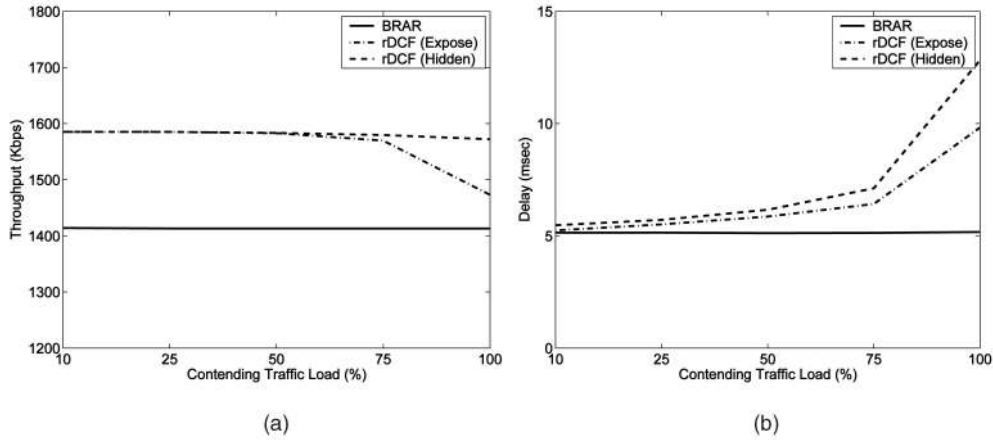 1800
1700
1600
1500
1400
1300
1200
Throughput (Kbps)
BRAR
rDCF (Expose)
rDCF (Hidden)
10
25
50
75
100
Contending Traffic Load (%)
(a)
15
10
5
0
Delay (msec)
BRAR
rDCF (Expose)
rDCF (Hidden)
10
25
50
75
100
Contending Traffic Load (%)
(b)